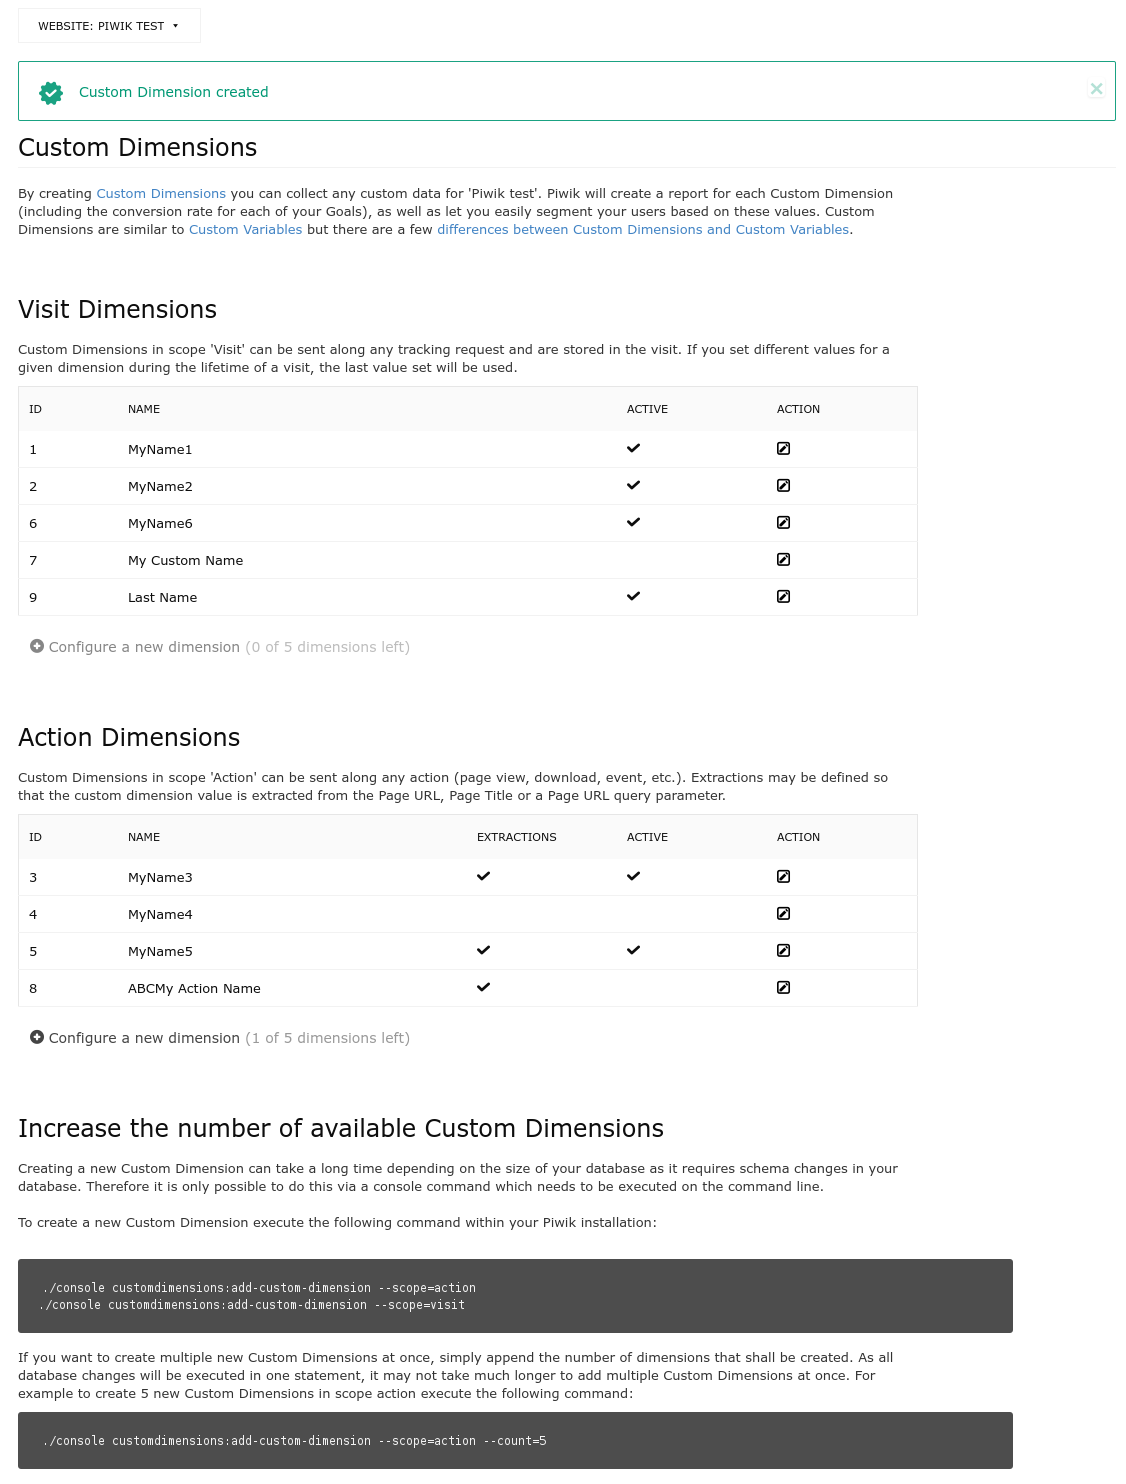 WEBSITE: PIWIK TEST
Custom Dimension created
Custom Dimensions
By creating Custom Dimensions you can collect any custom data for 'Piwik test'. Piwik will create a report for each Custom Dimension
(including the conversion rate for each of your Goals), as well as let you easily segment your users based on these values. Custom
Dimensions are similar to Custom Variables but there are a few differences between Custom Dimensions and Custom Variables.
Visit Dimensions
Custom Dimensions in scope 'Visit' can be sent along any tracking request and are stored in the visit. If you set different values for a
given dimension during the lifetime of a visit, the last value set will be used.
ID NAME ACTIVE ACTION
1 MyName1
2 MyName2
6 MyName6
7 My Custom Name
9 Last Name
Configure a new dimension (0 of 5 dimensions left)
Action Dimensions
Custom Dimensions in scope 'Action' can be sent along any action (page view, download, event, etc.). Extractions may be defined so
that the custom dimension value is extracted from the Page URL, Page Title or a Page URL query parameter.
ID NAME EXTRACTIONS ACTIVE ACTION
3 MyName3
4 MyName4
5 MyName5
8 ABCMy Action Name
Configure a new dimension (1 of 5 dimensions left)
Increase the number of available Custom Dimensions
Creating a new Custom Dimension can take a long time depending on the size of your database as it requires schema changes in your
database. Therefore it is only possible to do this via a console command which needs to be executed on the command line.
To create a new Custom Dimension execute the following command within your Piwik installation:
./console customdimensions:add-custom-dimension --scope=action
./console customdimensions:add-custom-dimension --scope=visit
If you want to create multiple new Custom Dimensions at once, simply append the number of dimensions that shall be created. As all
database changes will be executed in one statement, it may not take much longer to add multiple Custom Dimensions at once. For
example to create 5 new Custom Dimensions in scope action execute the following command:
./console customdimensions:add-custom-dimension --scope=action --count=5